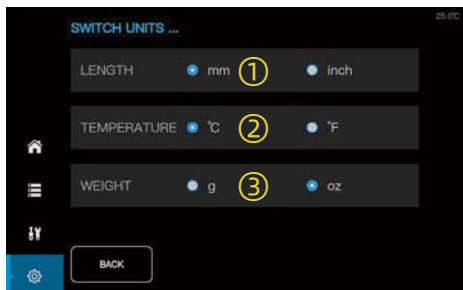 25.0℃
SWITCH UNITS ...
LENGTH mm ① inch
TEMPERATURE ℃ ② ℉
WEIGHT g ③ oz
BACK